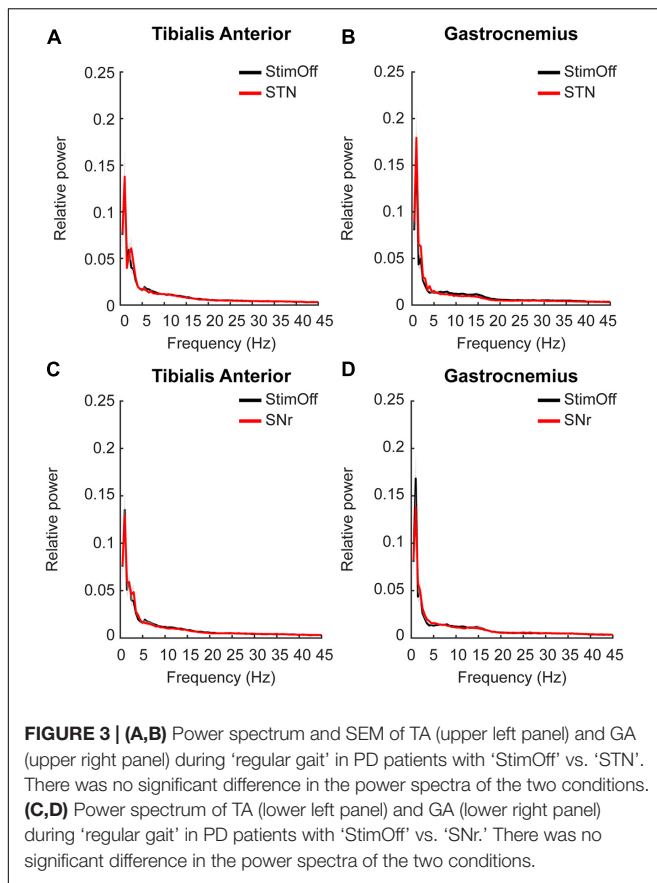 A Tibialis Anterior
StimOff
STN
0.25
0.2
0.15
0.1
0.05
0
Relative power
0 5 10 15 20 25 30 35 40 45
Frequency (Hz)
B Gastrocnemius
StimOff
STN
0.25
0.2
0.15
0.1
0.05
0
Relative power
0 5 10 15 20 25 30 35 40 45
Frequency (Hz)
C Tibialis Anterior
StimOff
SNr
0.25
0.2
0.15
0.1
0.05
0
Relative power
0 5 10 15 20 25 30 35 40 45
Frequency (Hz)
D Gastrocnemius
StimOff
SNr
0.25
0.2
0.15
0.1
0.05
0
Relative power
0 5 10 15 20 25 30 35 40 45
Frequency (Hz)
FIGURE 3 | (A,B) Power spectrum and SEM of TA (upper left panel) and GA
(upper right panel) during ‘regular gait’ in PD patients with ‘StimOff’ vs. ‘STN’.
There was no significant difference in the power spectra of the two conditions.
(C,D) Power spectrum of TA (lower left panel) and GA (lower right panel)
during ‘regular gait’ in PD patients with ‘StimOff’ vs. ‘SNr.’ There was no
significant difference in the power spectra of the two conditions.